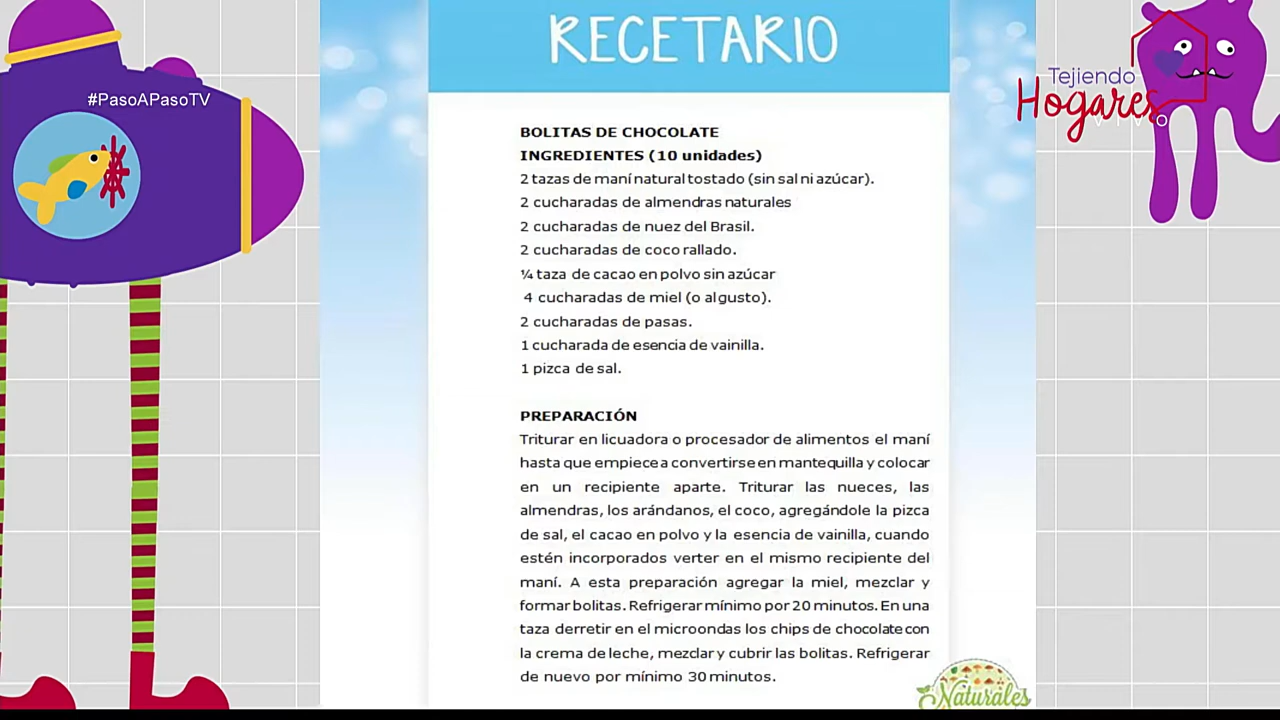 RECETARIO
#PasoAPasoTV
Tejiendo
Hogares
BOLITAS DE CHOCOLATE
INGREDIENTES (10 unidades)
2 tazas de maní natural tostado (sin sal ni azúcar).
2 cucharadas de almendras naturales
2 cucharadas de nuez del Brasil.
2 cucharadas de coco rallado.
¼ taza de cacao en polvo sin azúcar
4 cucharadas de miel (o al gusto).
2 cucharadas de pasas.
1 cucharada de esencia de vainilla.
1 pizca de sal.
PREPARACIÓN
Triturar en licuadora o procesador de alimentos el maní
hasta que empiece a convertirse en mantequilla y colocar
en un recipiente aparte. Triturar las nueces, las
almendras, los arándanos, el coco, agregándole la pizca
de sal, el cacao en polvo y la esencia de vainilla, cuando
estén incorporados verter en el mismo recipiente del
maní. A esta preparación agregar la miel, mezclar y
formar bolitas. Refrigerar mínimo por 20 minutos. En una
taza derretir en el microondas los chips de chocolate con
la crema de leche, mezclar y cubrir las bolitas. Refrigerar
de nuevo por mínimo 30 minutos.
Naturales